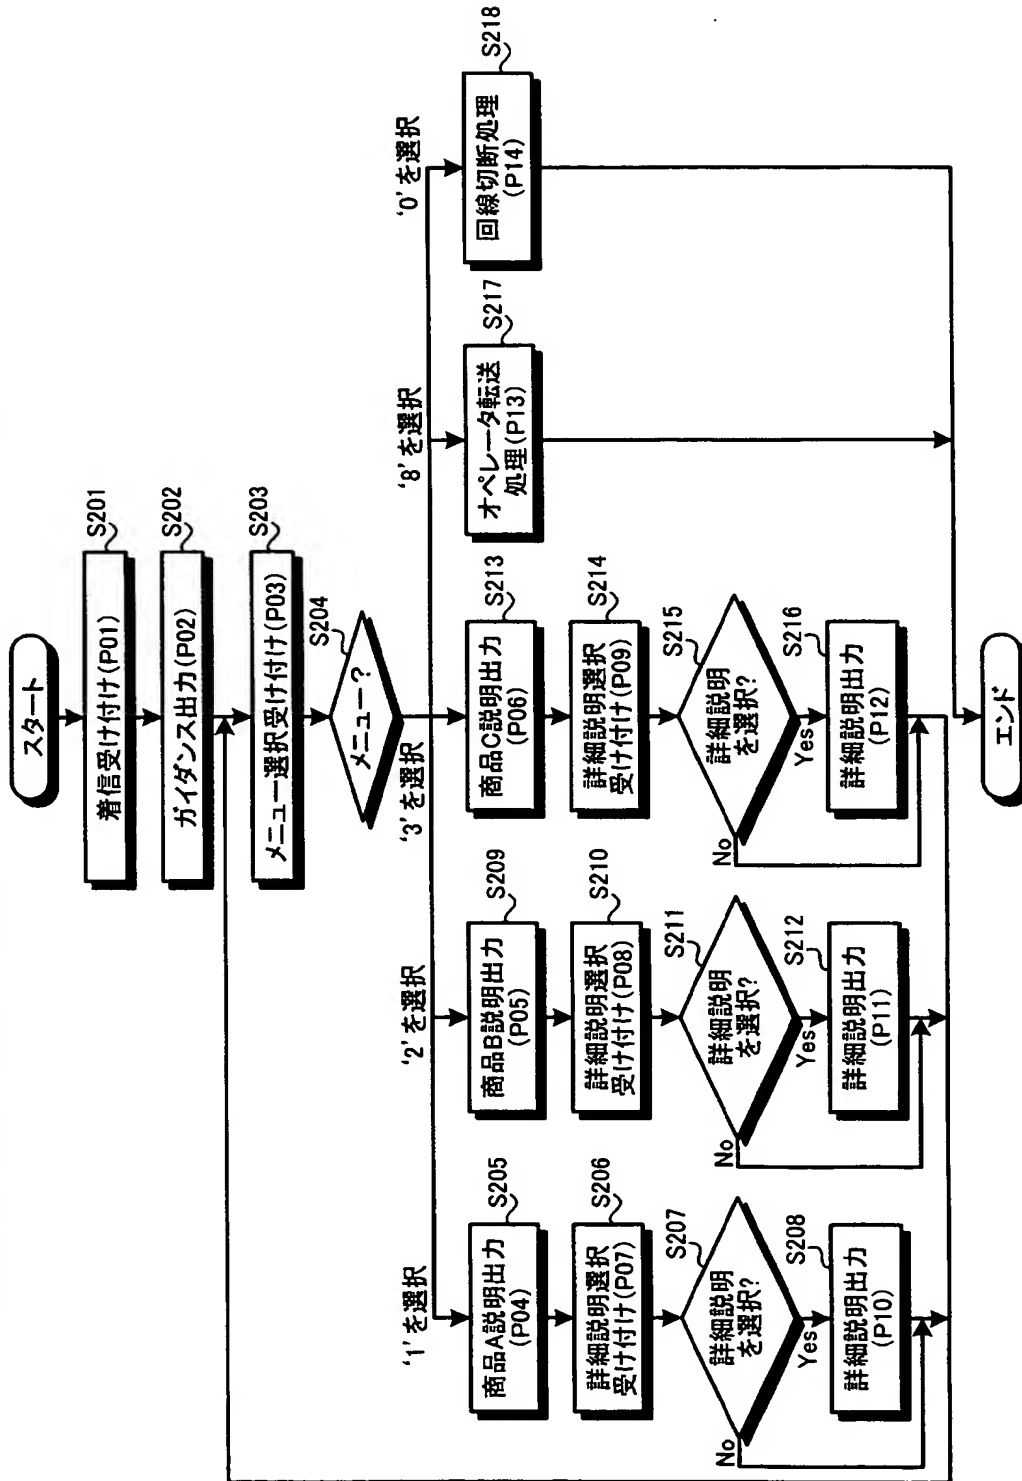 スタート
着信受け付け(P01)
S201
ガイダンス出力(P02)
S202
メニュー選択受け付け(P03)
S203
メニュー?
S204
'1'を選択
'2'を選択
'3'を選択
'8'を選択
'0'を選択
商品A説明出力
(P04)
S205
詳細説明選択
受け付け(P07)
S206
詳細説明
を選択?
S207
No
Yes
詳細説明出力
(P10)
S208
商品B説明出力
(P05)
S209
詳細説明選択
受け付け(P08)
S210
詳細説明
を選択?
S211
No
Yes
詳細説明出力
(P11)
S212
商品C説明出力
(P06)
S213
詳細説明選択
受け付け(P09)
S214
詳細説明
を選択?
S215
No
Yes
詳細説明出力
(P12)
S216
オペレータ転送
処理(P13)
S217
回線切断処理
(P14)
S218
エンド